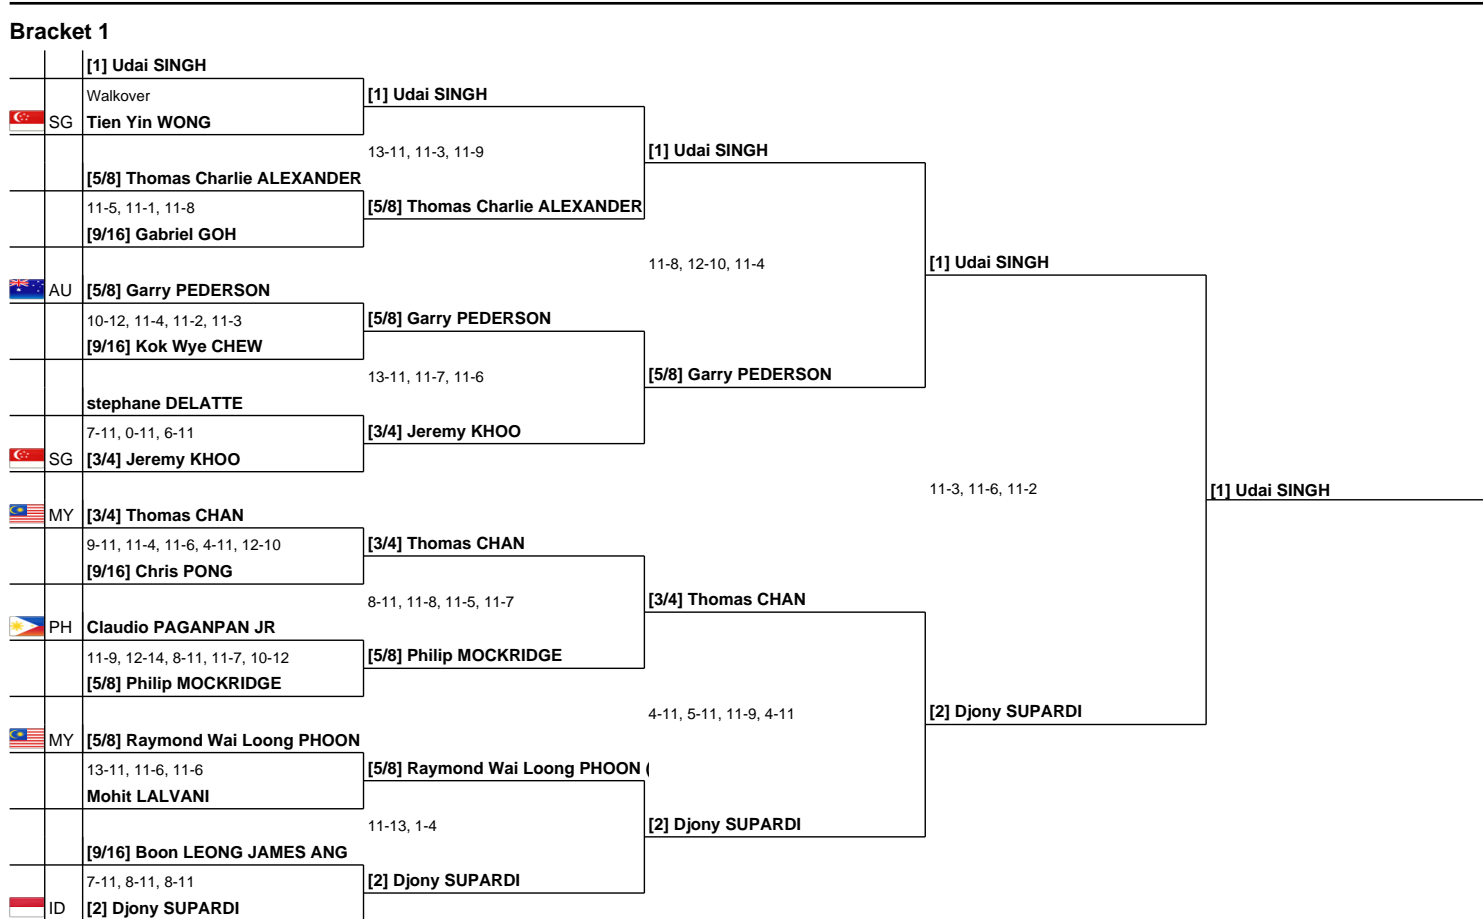 Bracket 1
[1] Udai SINGH
Walkover
[1] Udai SINGH
SG Tien Yin WONG
13-11, 11-3, 11-9
[1] Udai SINGH
[5/8] Thomas Charlie ALEXANDER
11-5, 11-1, 11-8
[5/8] Thomas Charlie ALEXANDER
[9/16] Gabriel GOH
11-8, 12-10, 11-4
[1] Udai SINGH
AU [5/8] Garry PEDERSON
10-12, 11-4, 11-2, 11-3
[5/8] Garry PEDERSON
[9/16] Kok Wye CHEW
13-11, 11-7, 11-6
[5/8] Garry PEDERSON
stephane DELATTE
7-11, 0-11, 6-11
[3/4] Jeremy KHOO
SG [3/4] Jeremy KHOO
11-3, 11-6, 11-2
[1] Udai SINGH
MY [3/4] Thomas CHAN
9-11, 11-4, 11-6, 4-11, 12-10
[3/4] Thomas CHAN
[9/16] Chris PONG
8-11, 11-8, 11-5, 11-7
[3/4] Thomas CHAN
PH Claudio PAGANPAN JR
11-9, 12-14, 8-11, 11-7, 10-12
[5/8] Philip MOCKRIDGE
[5/8] Philip MOCKRIDGE
4-11, 5-11, 11-9, 4-11
[2] Djony SUPARDI
MY [5/8] Raymond Wai Loong PHOON
13-11, 11-6, 11-6
[5/8] Raymond Wai Loong PHOON (
Mohit LALVANI
11-13, 1-4
[2] Djony SUPARDI
[9/16] Boon LEONG JAMES ANG
7-11, 8-11, 8-11
[2] Djony SUPARDI
ID [2] Djony SUPARDI